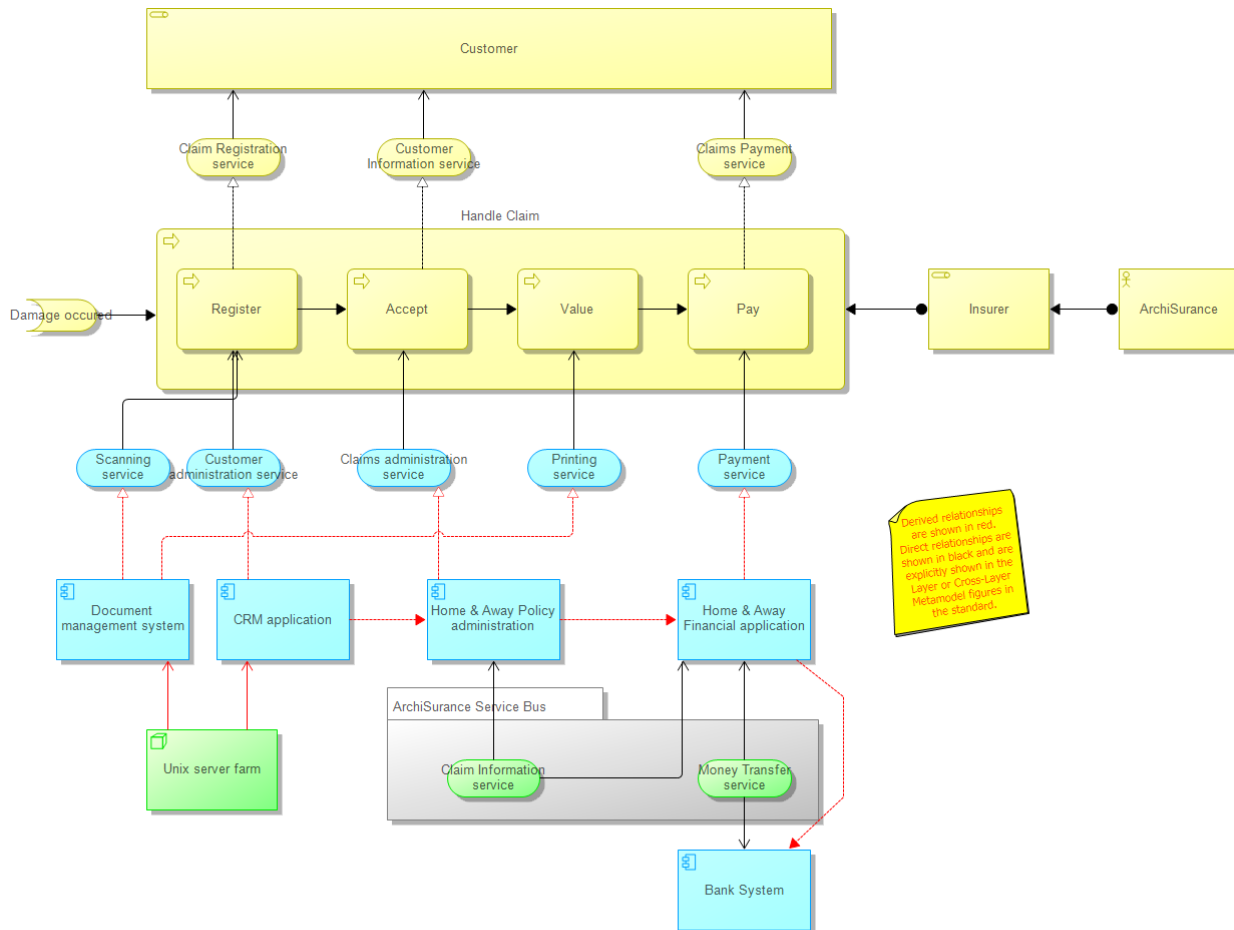 Customer
Claim Registration
service
Customer
Information service
Claims Payment
service
Handle Claim
Damage occured
Register
Accept
Value
Pay
Insurer
ArchiSurance
Scanning
service
Customer
administration service
Claims administration
service
Printing
service
Payment
service
Derived relationships
are shown in red.
Direct relationships are
shown in black and are
explicitly shown in the
Layer or Cross-Layer
Metamodel figures in
the standard.
Document
management system
CRM application
Home & Away Policy
administration
Home & Away
Financial application
ArchiSurance Service Bus
Unix server farm
Claim Information
service
Money Transfer
service
Bank System